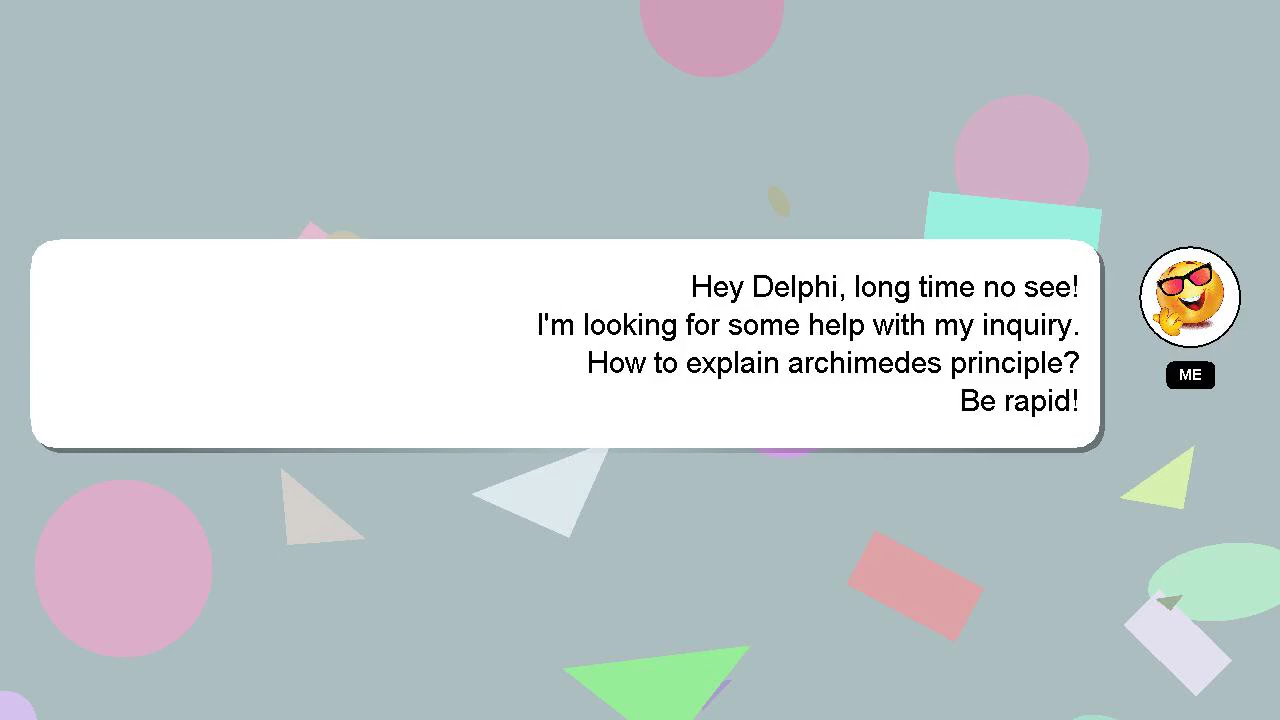 Hey Delphi, long time no see!
I'm looking for some help with my inquiry.
How to explain archimedes principle?
Be rapid!
ME